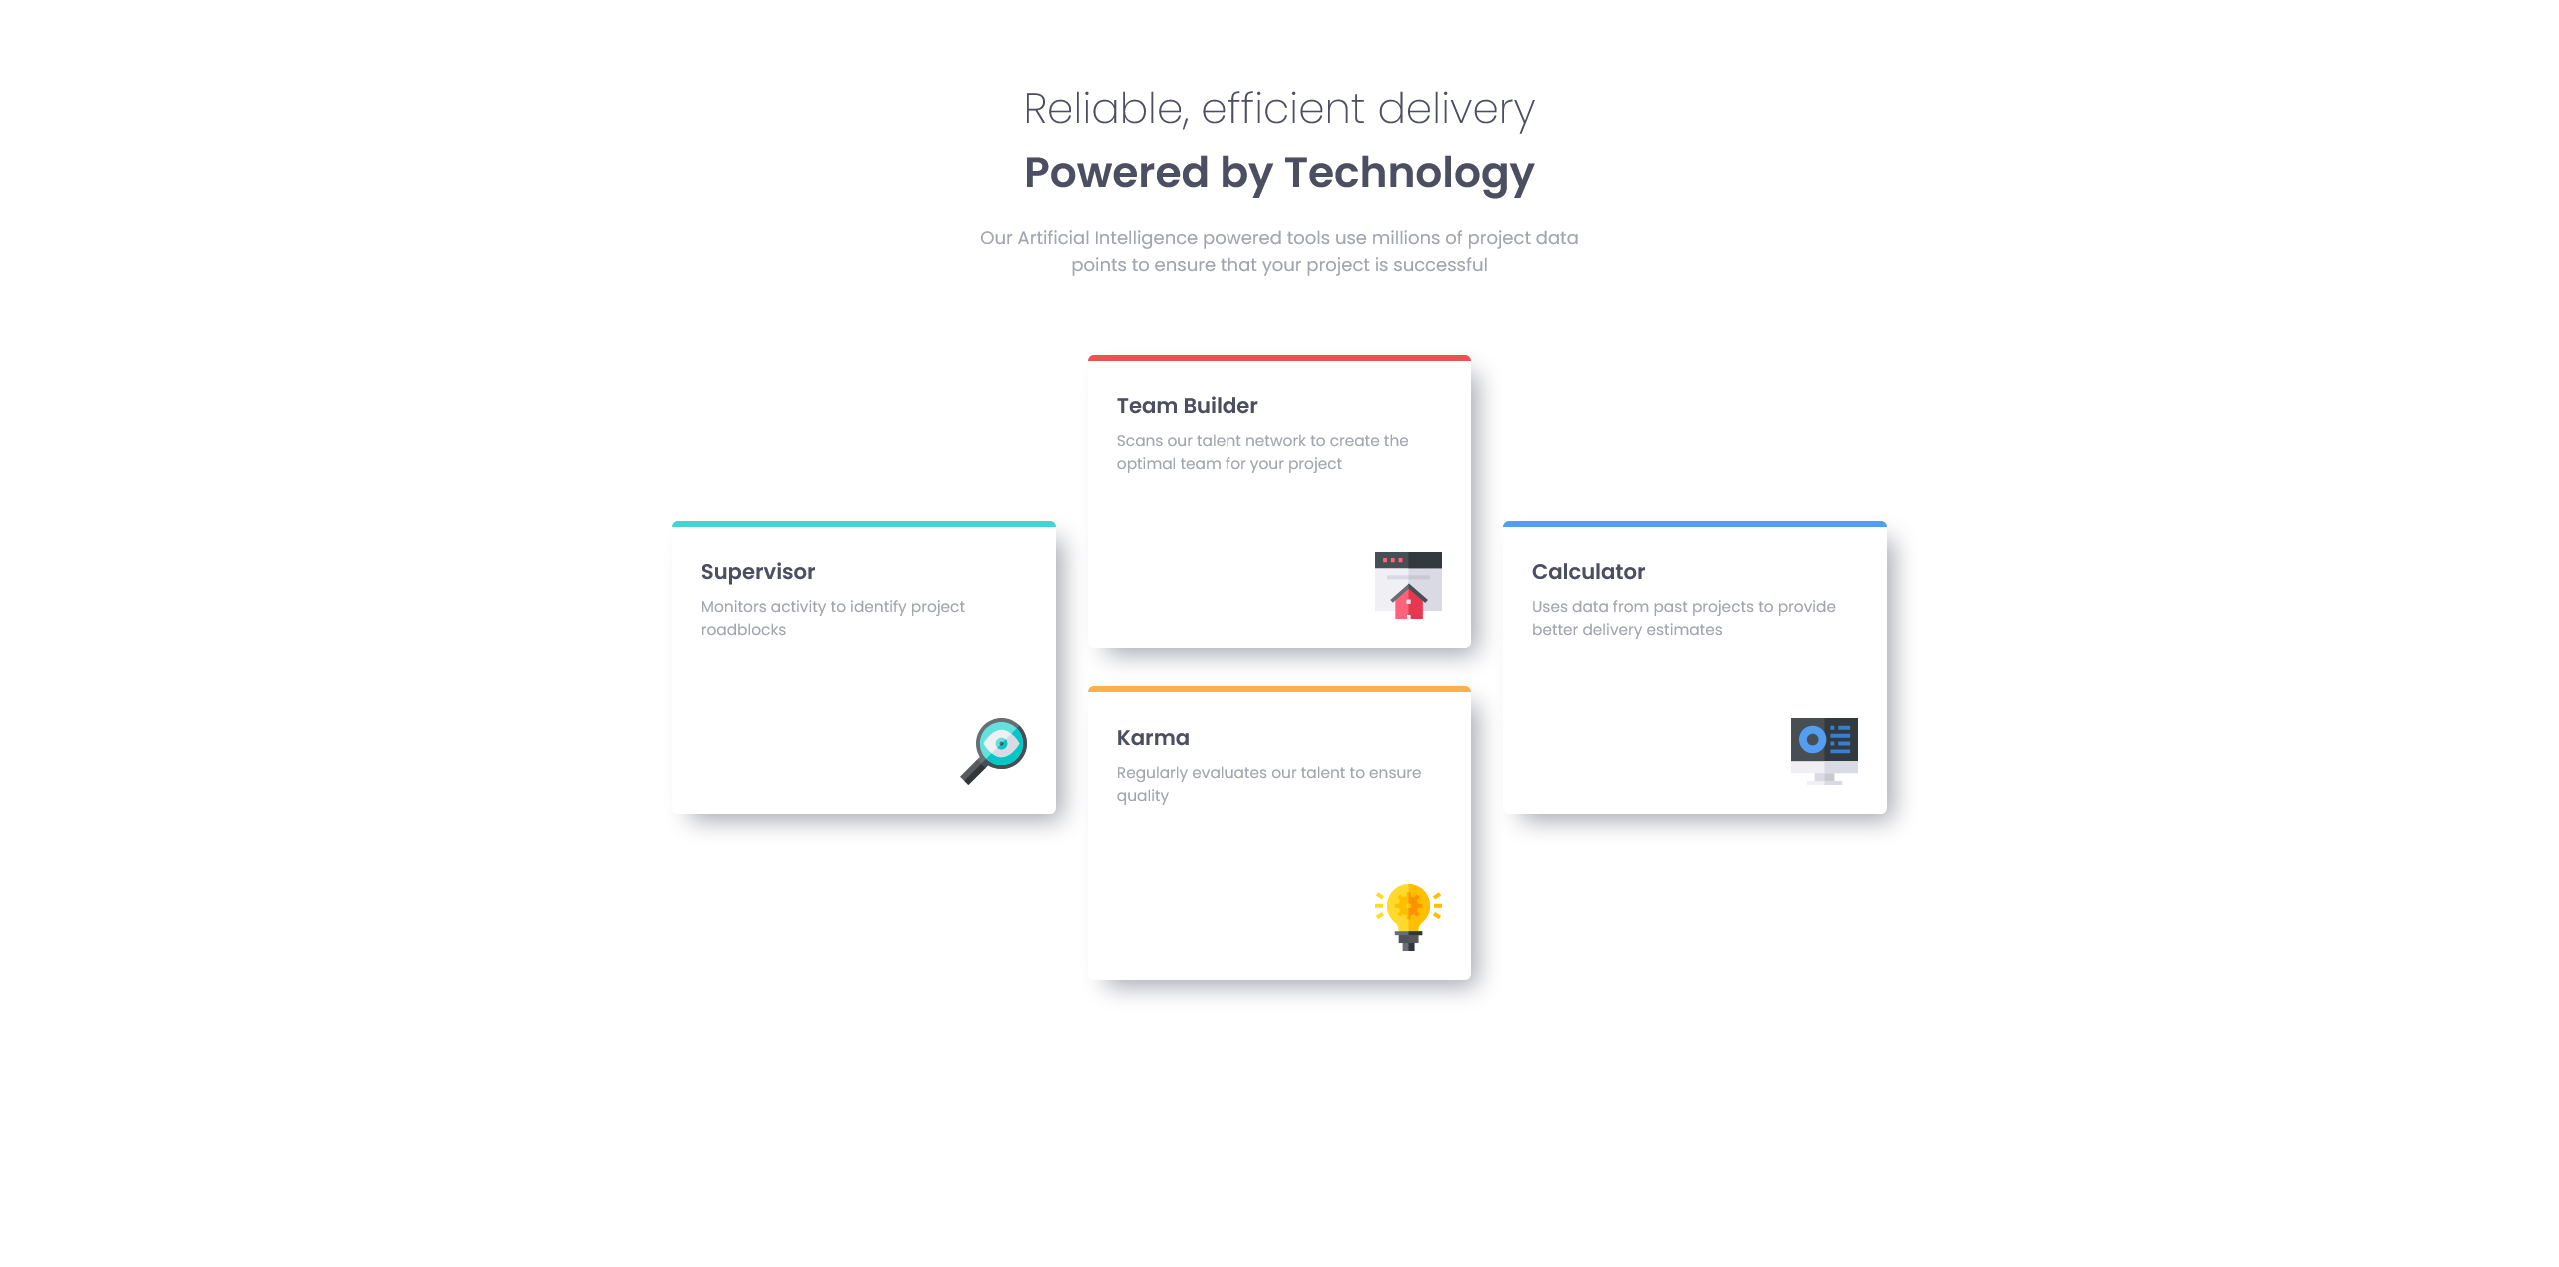 Reliable, efficient delivery
Powered by Technology
Our Artificial Intelligence powered tools use millions of project data
points to ensure that your project is successful
Supervisor
Monitors activity to identify project
roadblocks
Team Builder
Scans our talent network to create the
optimal team for your project
Karma
Regularly evaluates our talent to ensure
quality
Calculator
Uses data from past projects to provide
better delivery estimates